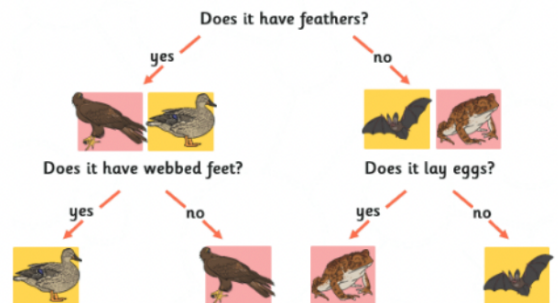 Does it have feathers?
yes
no
Does it have webbed feet?
Does it lay eggs?
yes
no
yes
no